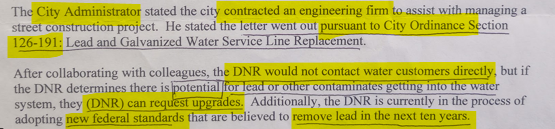 The City Administrator stated the city contracted an engineering firm to assist with managing a
street construction project.  He stated the letter went out pursuant to City Ordinance Section
126-191: Lead and Galvanized Water Service Line Replacement.
After collaborating with colleagues, the DNR would not contact water customers directly, but if
the DNR determines there is potential for lead or other contaminates getting into the water
system, they (DNR) can request upgrades.  Additionally, the DNR is currently in the process of
adopting new federal standards that are believed to remove lead in the next ten years.